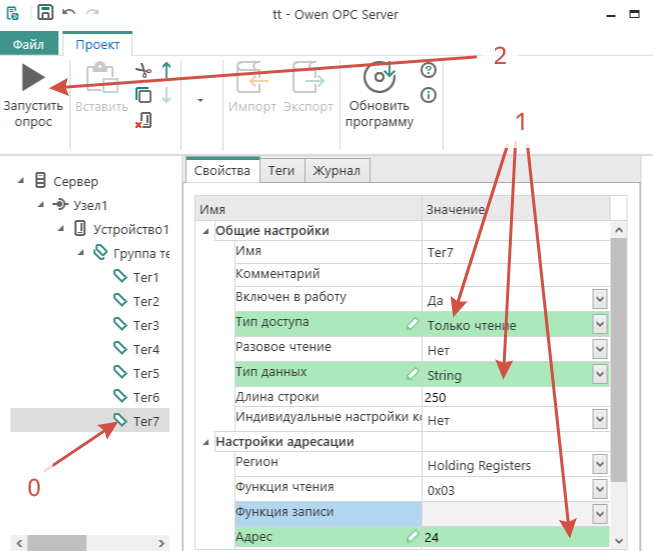 tt - Owen OPC Server
Файл
Проект
2
Запустить опрос
Вставить
Импорт
Экспорт
Обновить программу
1
Сервер
Узел1
Устройство1
Группа те
Тег1
Тег2
Тег3
Тег4
Тег5
Тег6
Тег7
0
Свойства
Теги
Журнал
Имя
Значение
Общие настройки
Имя
Тег7
Комментарий
Включен в работу
Да
Тип доступа
Только чтение
Разовое чтение
Нет
Тип данных
String
Длина строки
250
Индивидуальные настройки к
Нет
Настройки адресации
Регион
Holding Registers
Функция чтения
0x03
Функция записи
Адрес
24